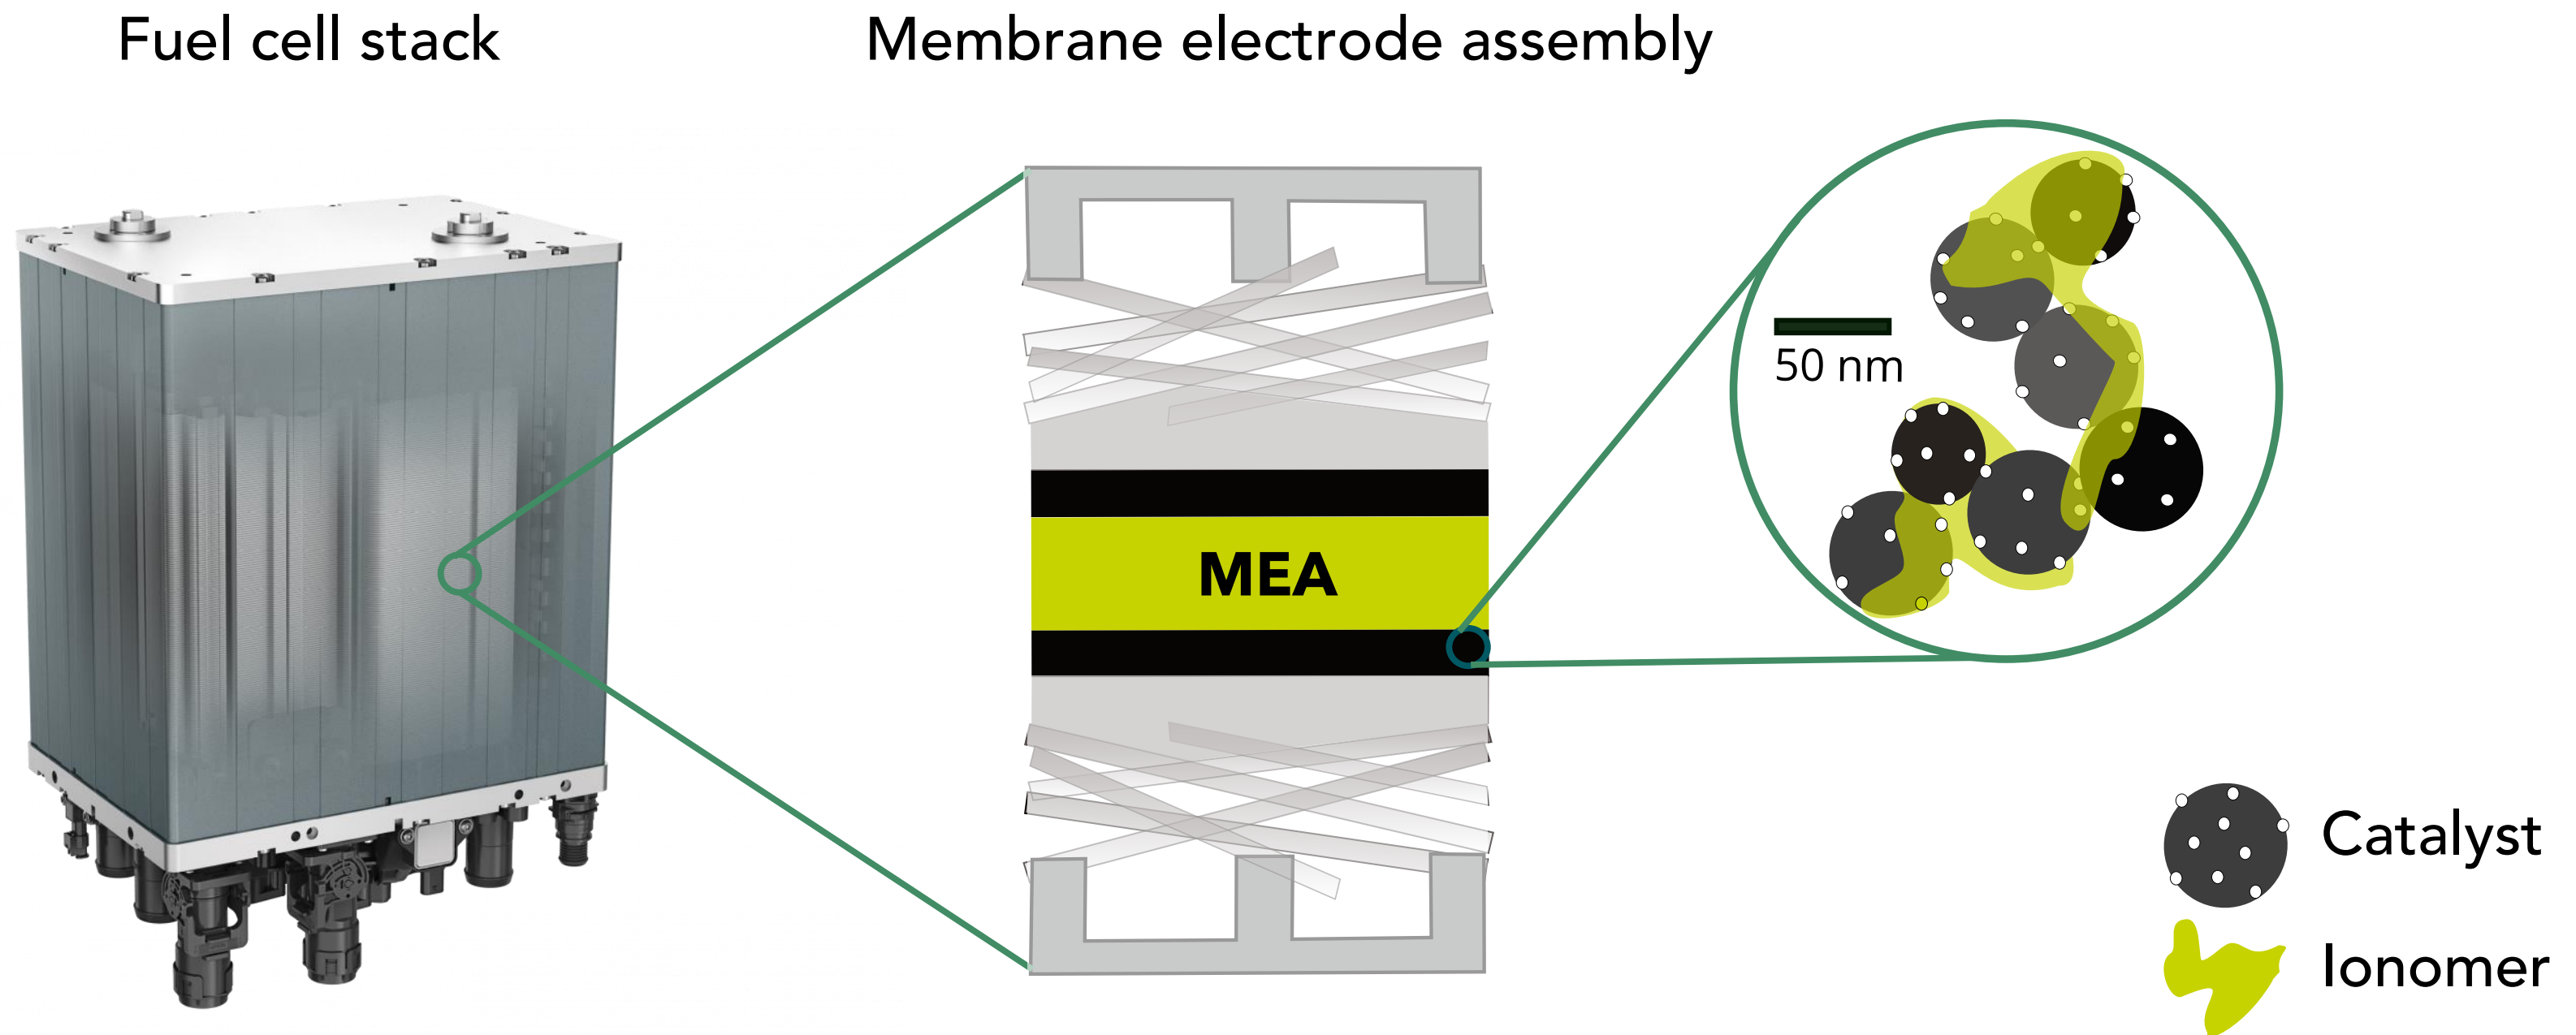 Fuel cell stack
Membrane electrode assembly
50 nm
MEA
Catalyst
Ionomer